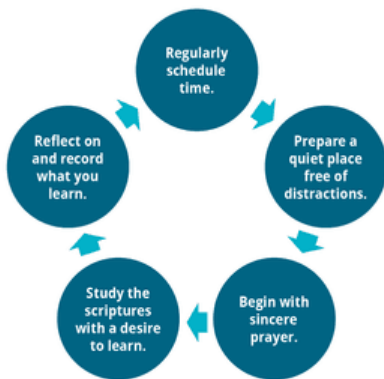 Regularly
schedule
time.
Prepare a
quiet place
free of
distractions.
Begin with
sincere
prayer.
Study the
scriptures
with a desire
to learn.
Reflect on
and record
what you
learn.